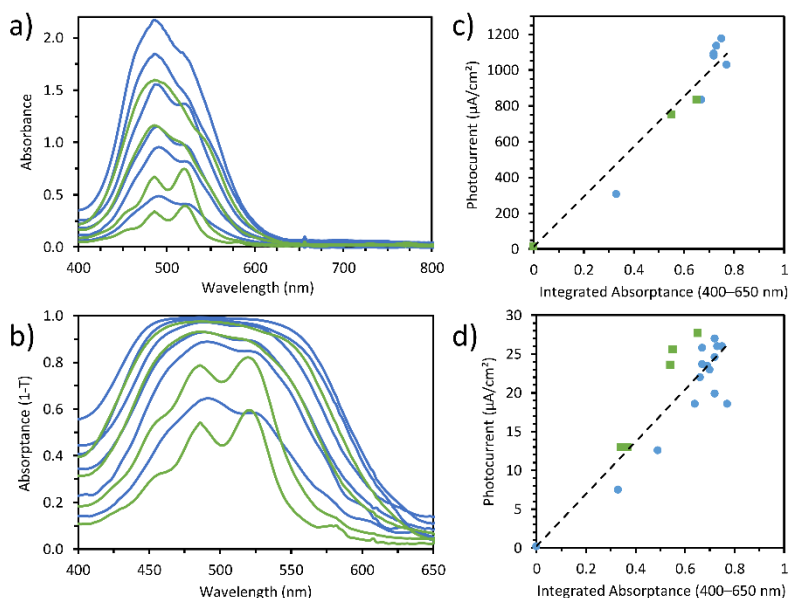 a)
2.0
1.5
1.0
0.5
0.0
Absorbance
400 500 600 700 800
Wavelength (nm)
b)
1.0
0.8
0.6
0.4
0.2
0.0
Absorptance (1-T)
400 450 500 550 600 650
Wavelength (nm)
c)
1200
1000
800
600
400
200
0
Photocurrent (µA/cm²)
0 0.2 0.4 0.6 0.8 1
Integrated Absorptance (400–650 nm)
d)
30
25
20
15
10
5
0
Photocurrent (µA/cm²)
0 0.2 0.4 0.6 0.8 1
Integrated Absorptance (400–650 nm)